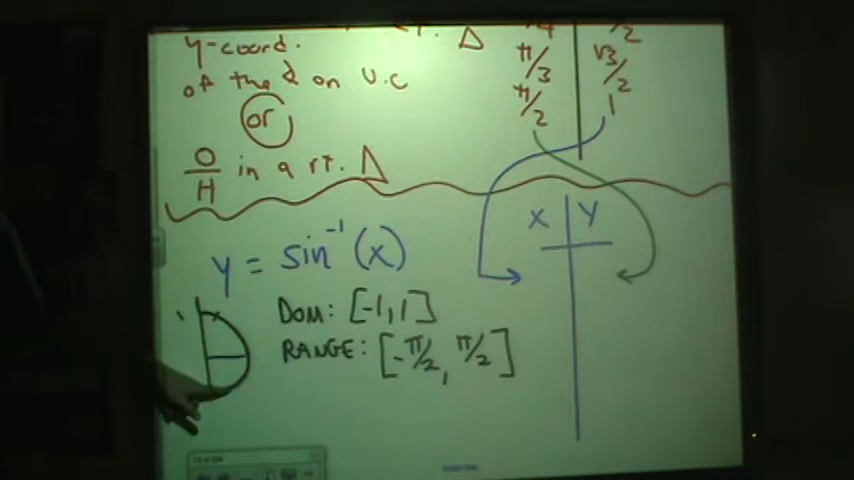 y-coord.
of the ∠ on U.C
or
O/H in a rt. Δ
π/3 √3/2
π/2 1
y = sin⁻¹(x)
DOM: [-1,1]
RANGE: [-π/2, π/2]
X Y